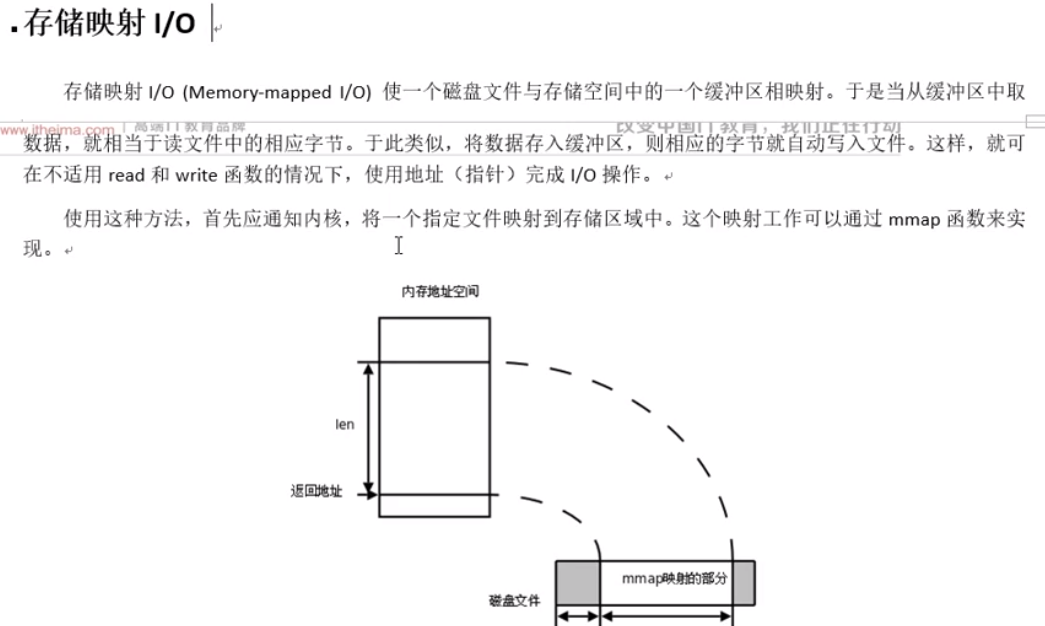 .存储映射 I/O
存储映射 I/O (Memory-mapped I/O) 使一个磁盘文件与存储空间中的一个缓冲区相映射。于是当从缓冲区中取
www.itheima.com | 高端IT教育品牌 改变中国IT教育，我们正在行动
数据，就相当于读文件中的相应字节。于此类似，将数据存入缓冲区，则相应的字节就自动写入文件。这样，就可
在不适用 read 和 write 函数的情况下，使用地址（指针）完成 I/O 操作。
使用这种方法，首先应通知内核，将一个指定文件映射到存储区域中。这个映射工作可以通过 mmap 函数来实
现。
内存地址空间
len
返回地址
mmap映射的部分
磁盘文件